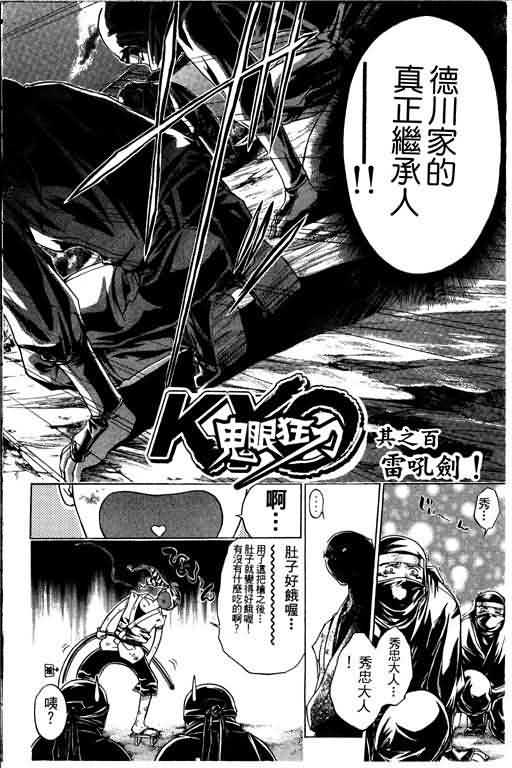 德川家的
真正繼承人
——!!
KYO
鬼眼狂刀
其之百
雷吼劍！
秀…
秀忠大人…
秀忠大人
！
……
啊…
肚子好餓喔…
用了這把槍之後…
肚子就變得好餓喔！
有沒有什麼吃的啊？
咦？